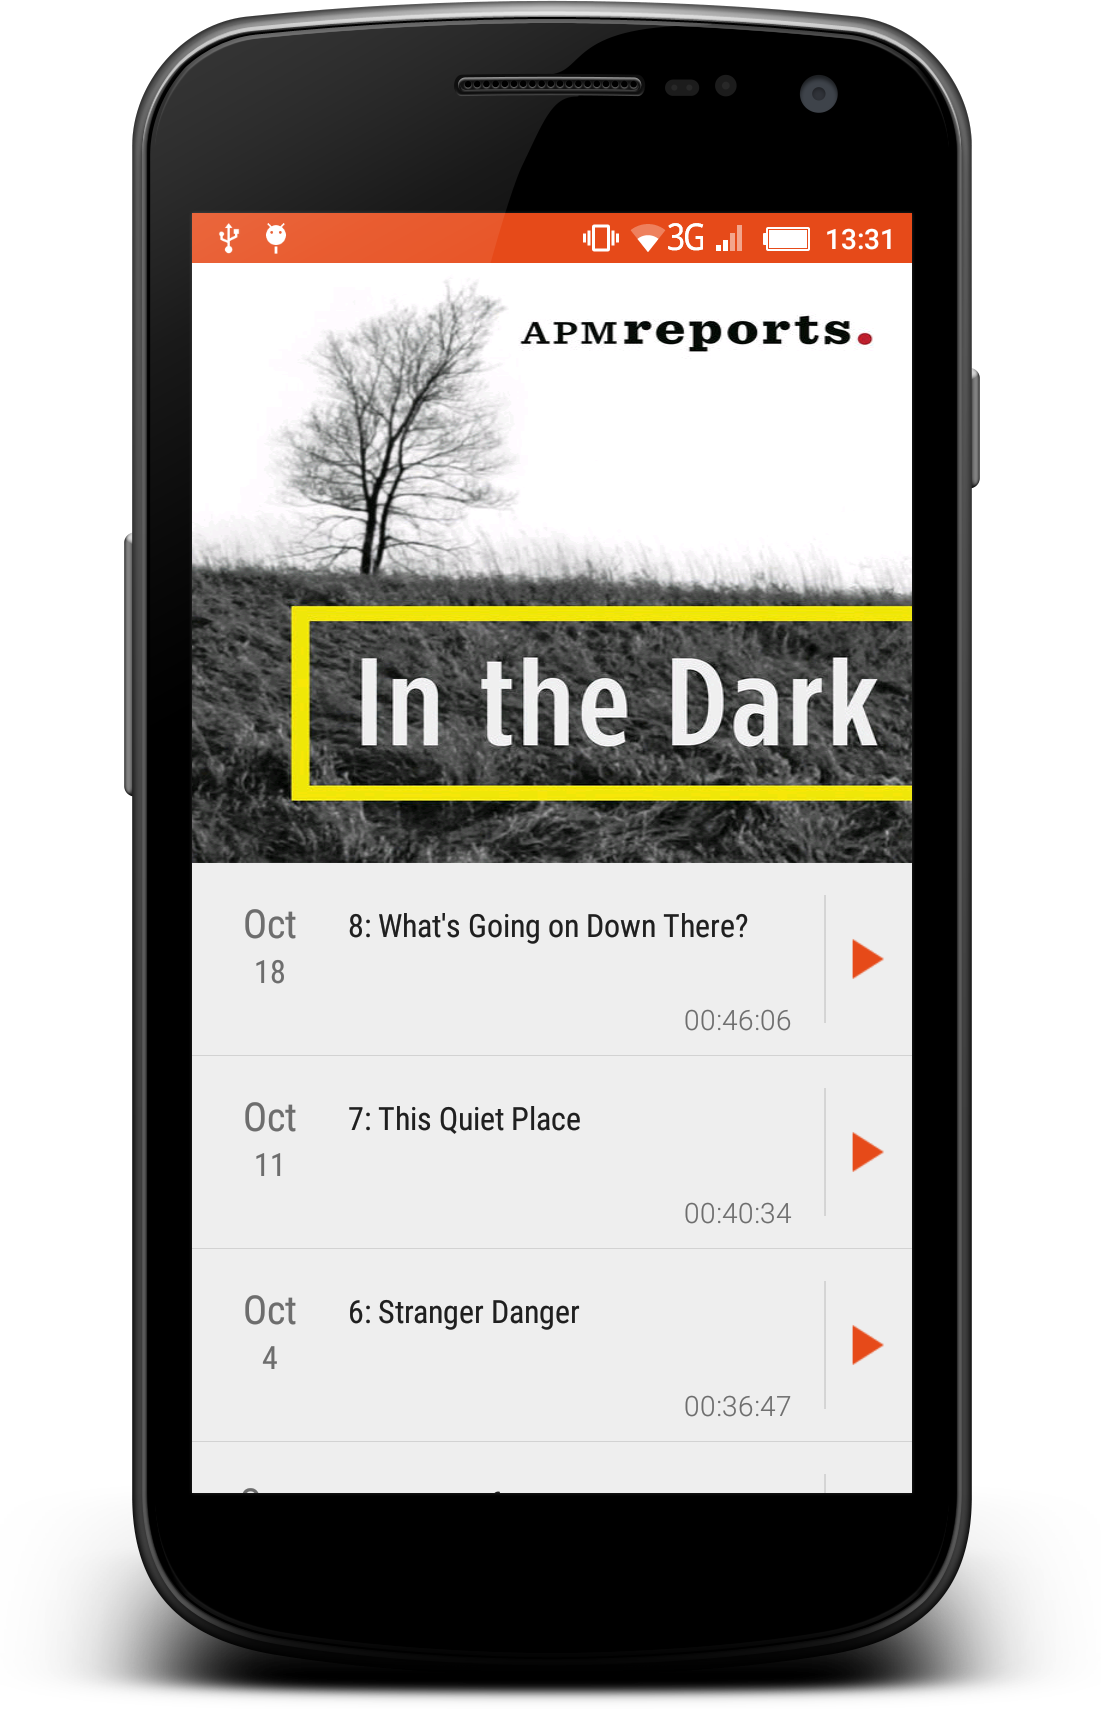 3G 13:31
APMreports.
In the Dark
Oct
18
8: What's Going on Down There?
00:46:06
Oct
11
7: This Quiet Place
00:40:34
Oct
4
6: Stranger Danger
00:36:47